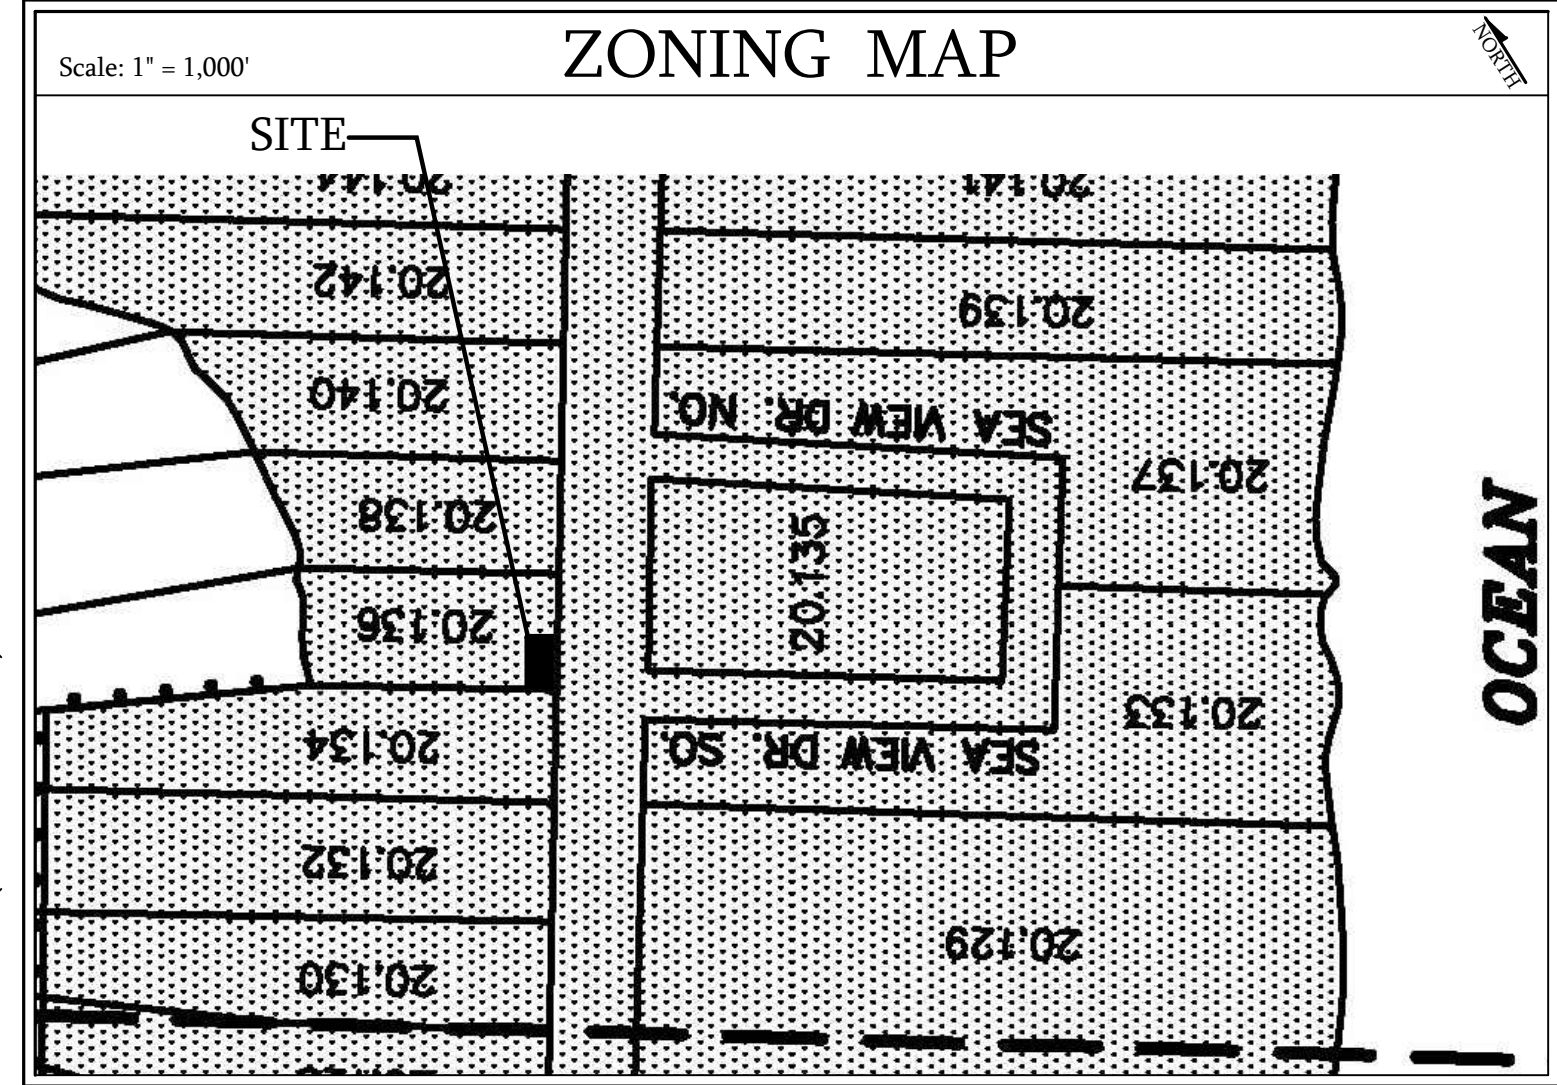 ZONING MAP
Scale: 1" = 1,000'
NORTH
SITE
20.141
20.142
20.139
20.140
SEA VIEW DR. NO.
20.137
20.138
20.135
OCEAN
20.136
20.133
20.134
SEA VIEW DR. SO.
20.132
20.129
20.130